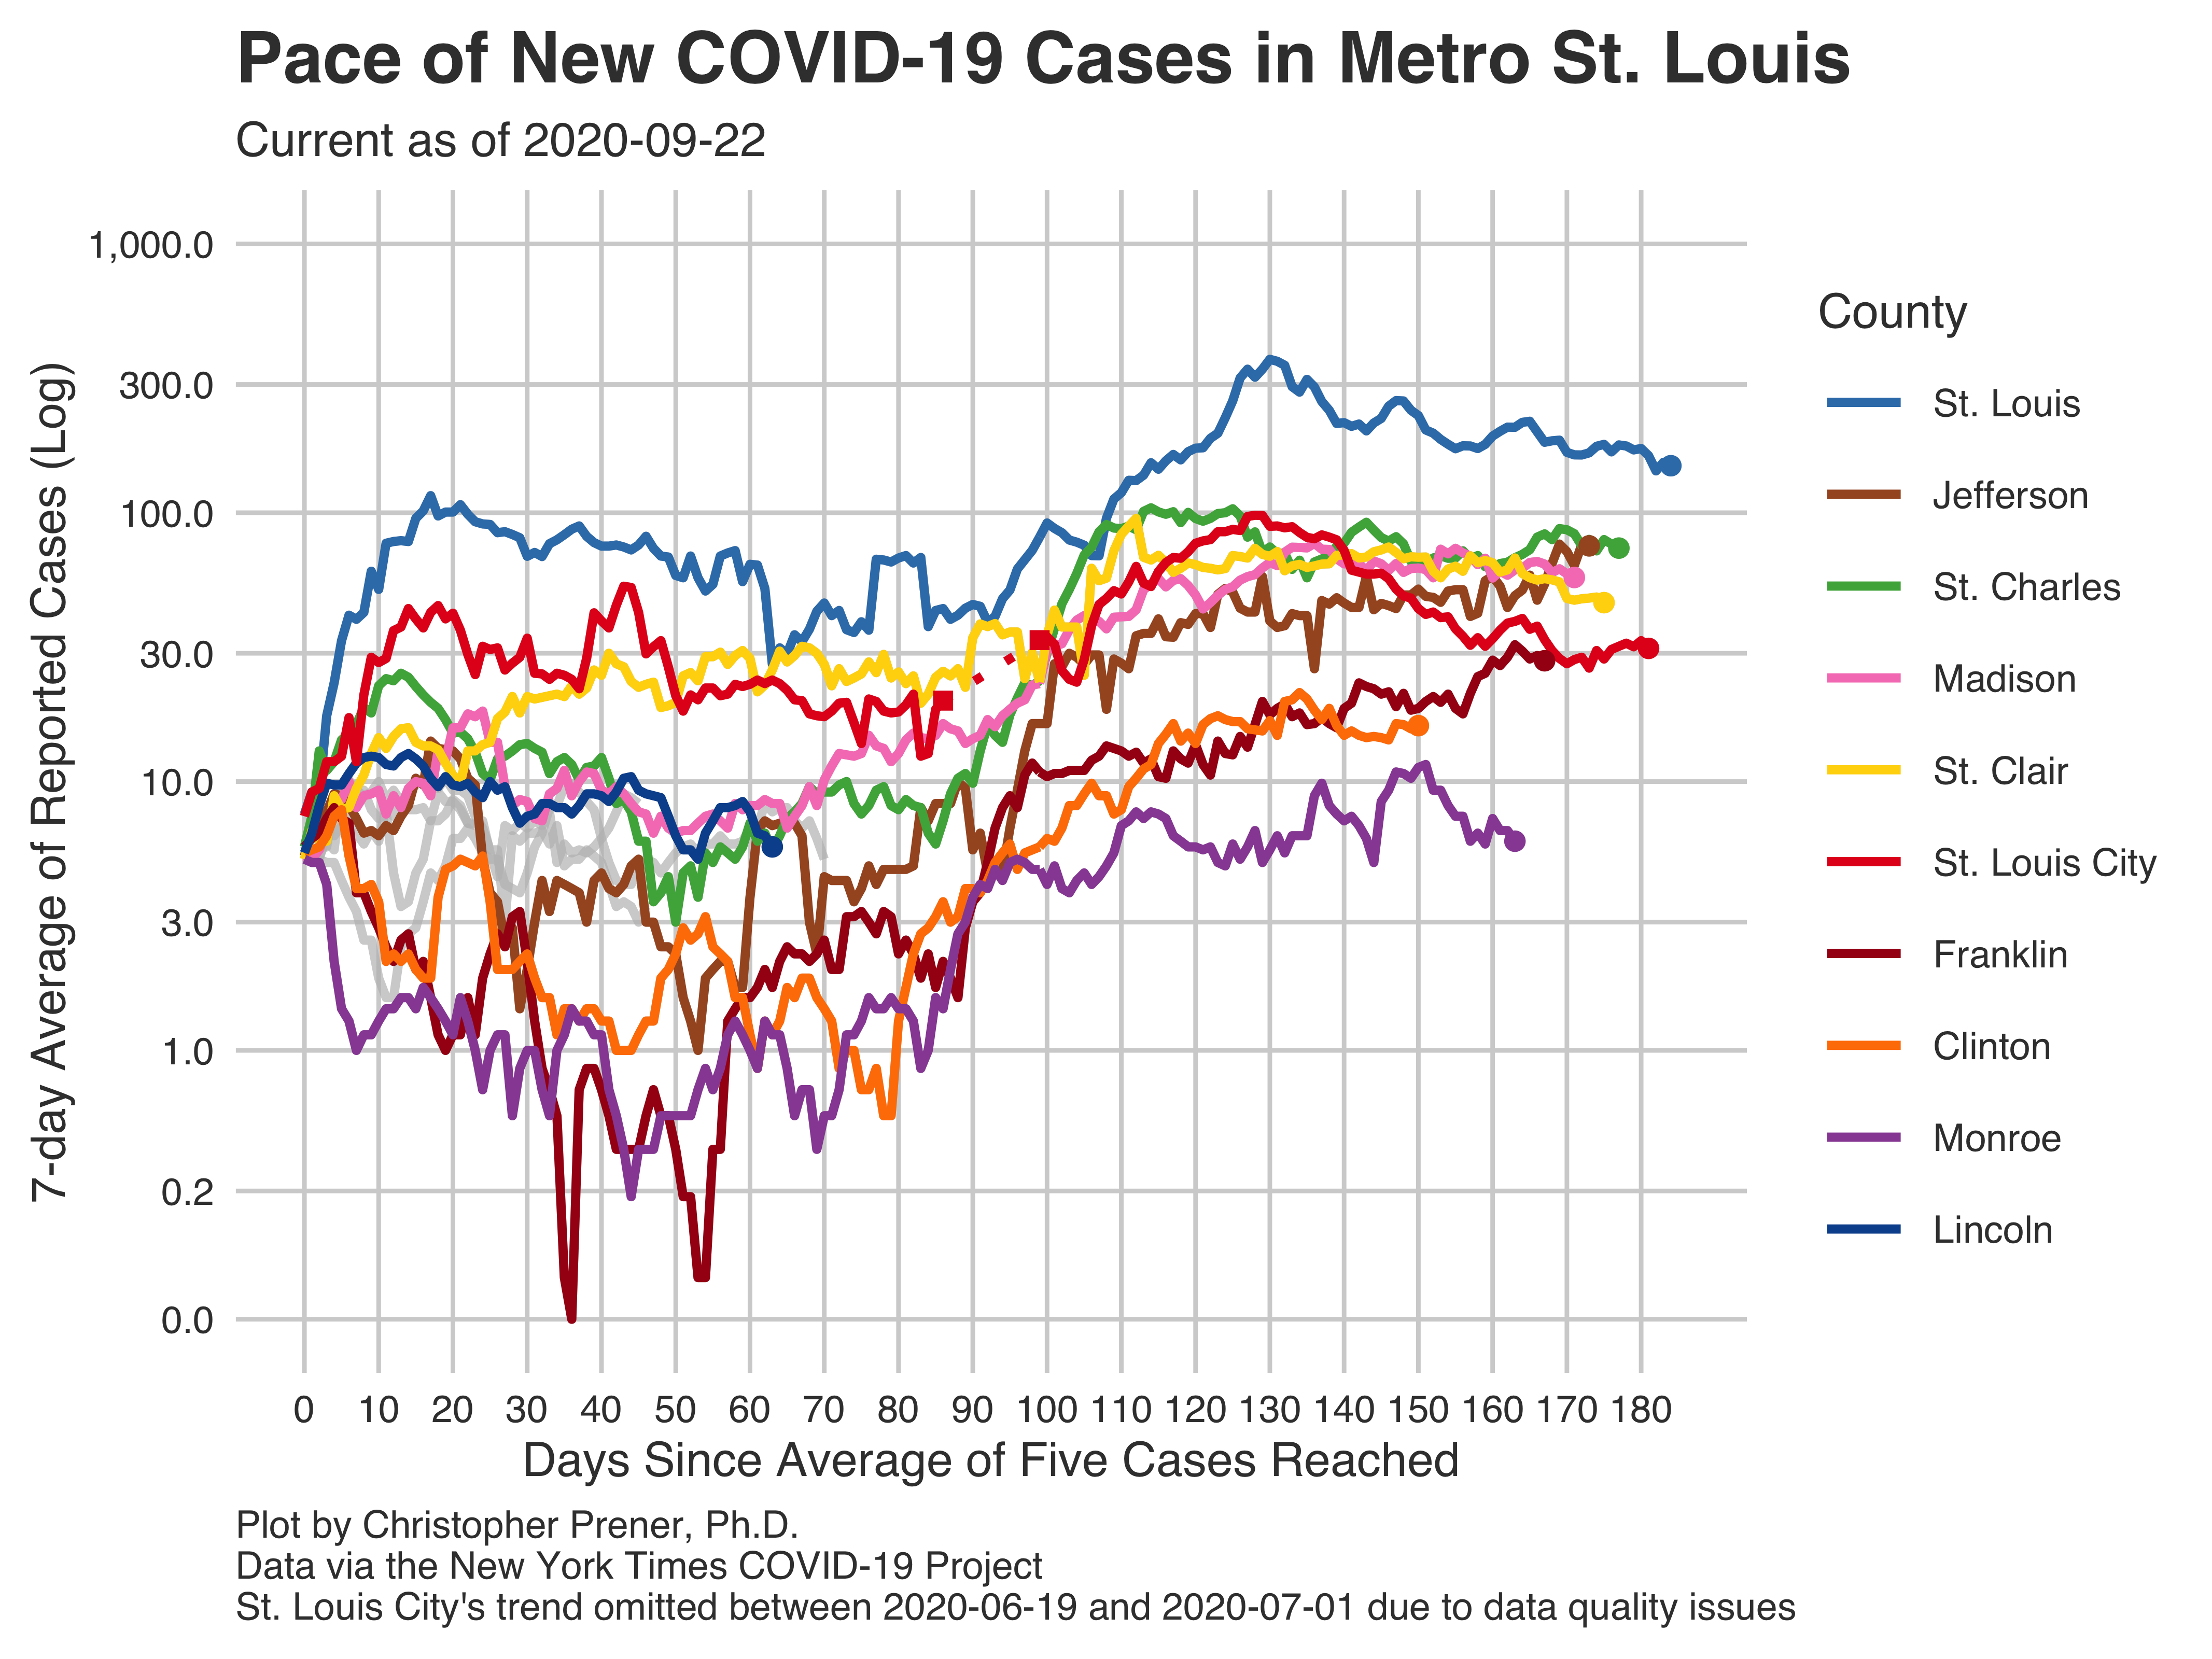 Pace of New COVID-19 Cases in Metro St. Louis
Current as of 2020-09-22
7-day Average of Reported Cases (Log)
1,000.0
300.0
100.0
30.0
10.0
3.0
1.0
0.2
0.0
0 10 20 30 40 50 60 70 80 90 100 110 120 130 140 150 160 170 180
Days Since Average of Five Cases Reached
County
St. Louis
Jefferson
St. Charles
Madison
St. Clair
St. Louis City
Franklin
Clinton
Monroe
Lincoln
Plot by Christopher Prener, Ph.D.
Data via the New York Times COVID-19 Project
St. Louis City's trend omitted between 2020-06-19 and 2020-07-01 due to data quality issues